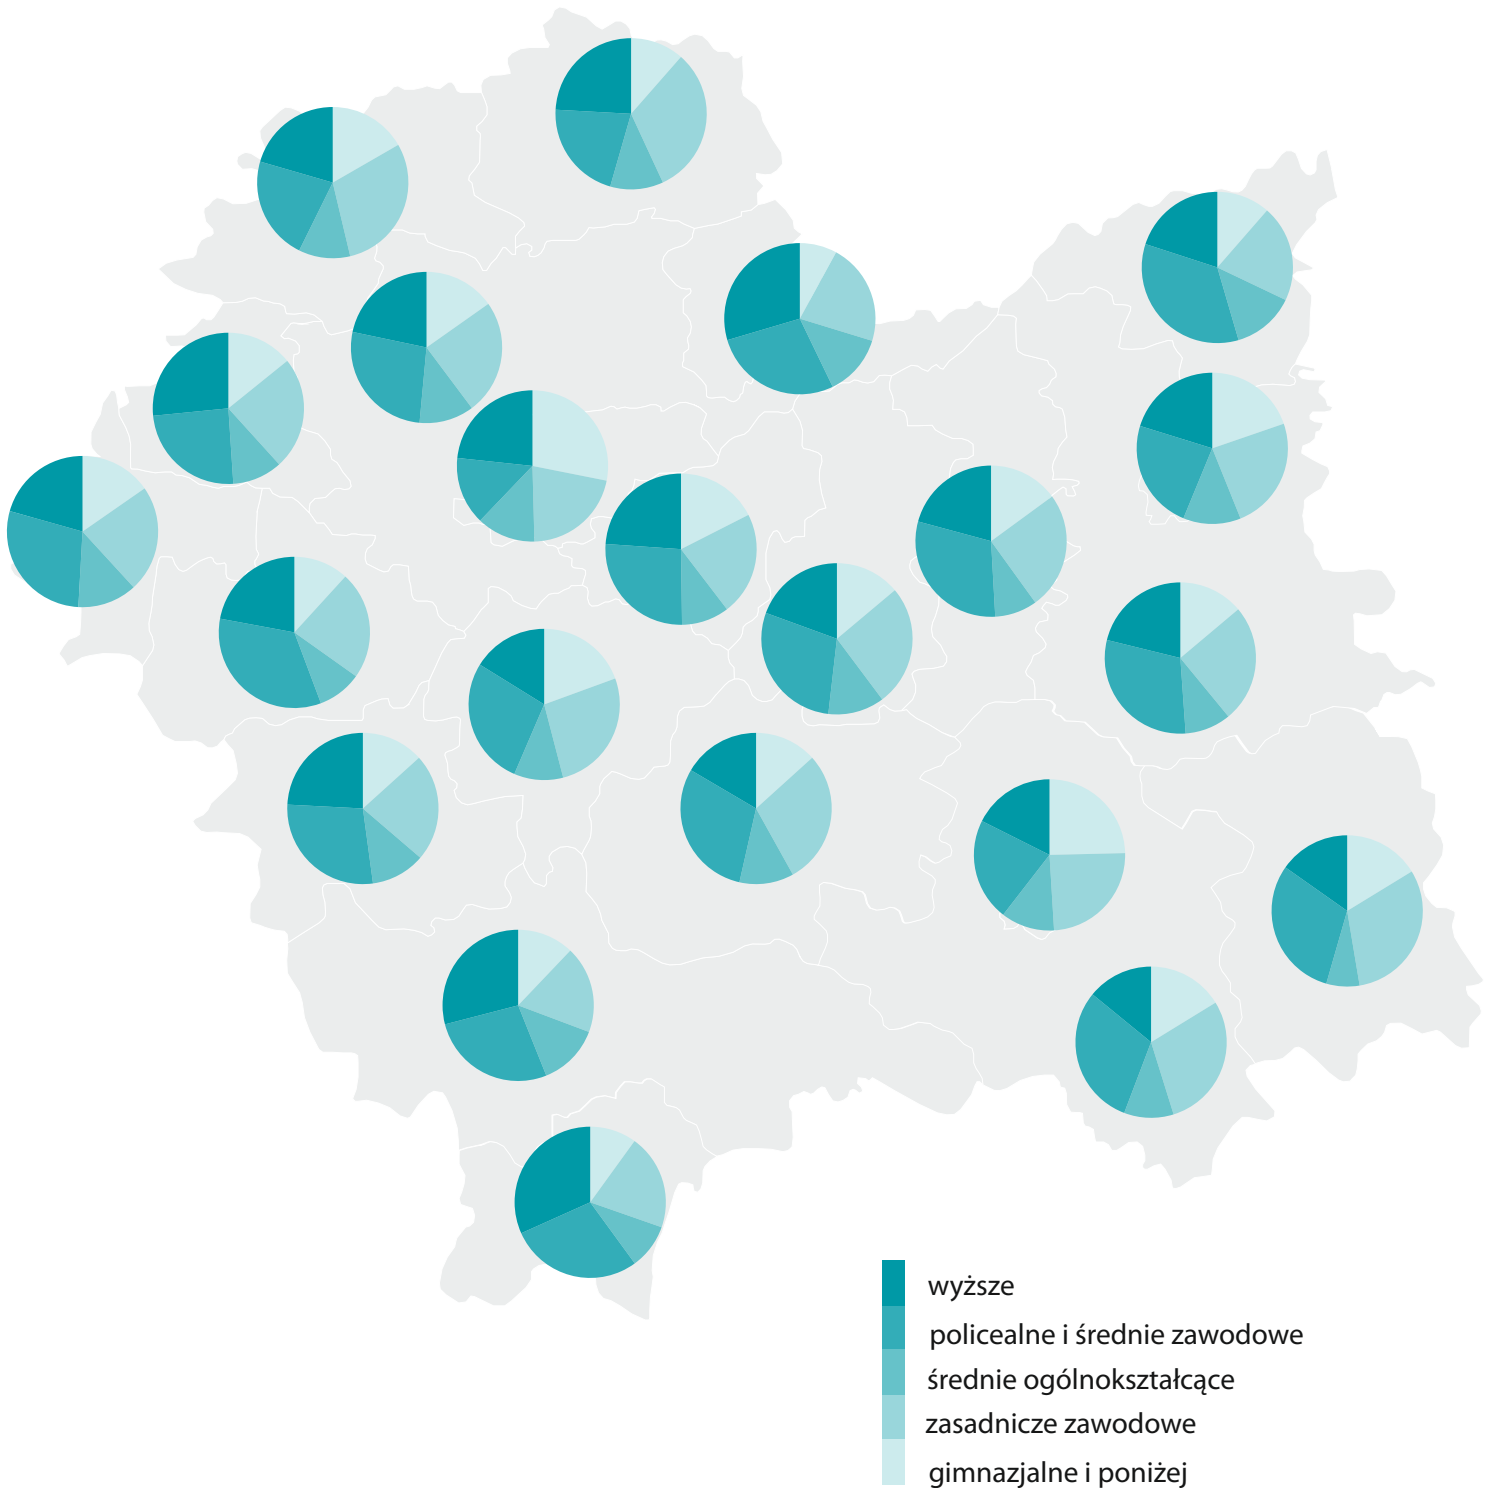 wyższe
policealne i średnie zawodowe
średnie ogólnokształcące
zasadnicze zawodowe
gimnazjalne i poniżej